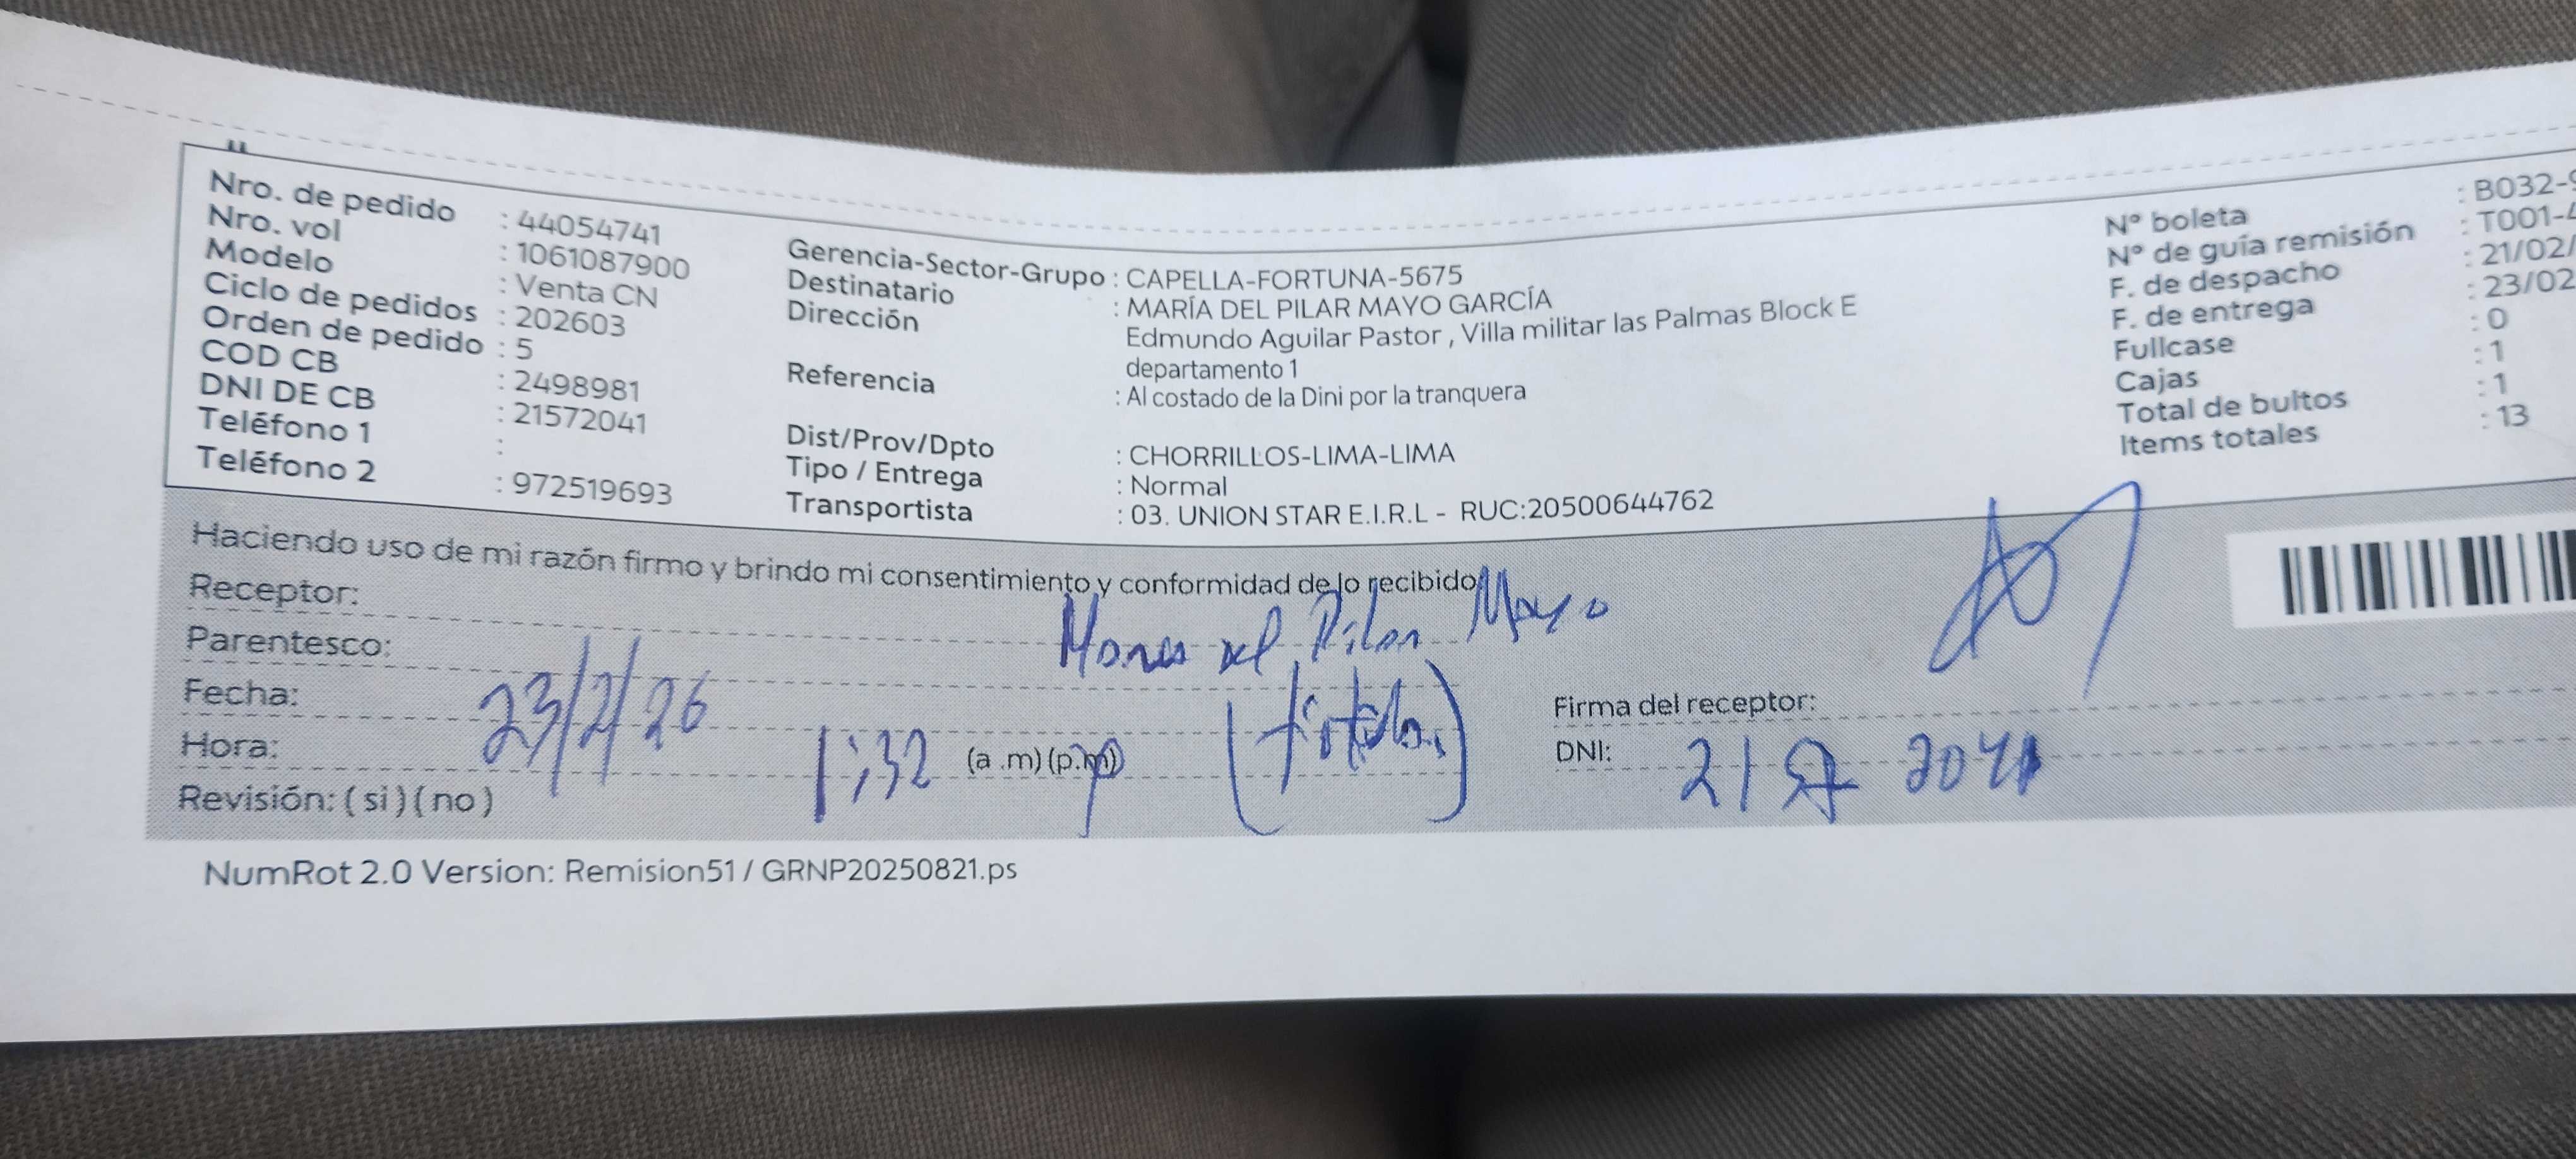 Nro. de pedido : 44054741
Nro. vol : 1061087900
Modelo : Venta CN
Ciclo de pedidos : 202603
Orden de pedido : 5
COD CB : 2498981
DNI DE CB : 21572041
Teléfono 1 :
Teléfono 2 : 972519693
Gerencia-Sector-Grupo : CAPELLA-FORTUNA-5675
Destinatario : MARÍA DEL PILAR MAYO GARCÍA
Dirección Edmundo Aguilar Pastor , Villa militar las Palmas Block E
departamento 1
Referencia : Al costado de la Dini por la tranquera
Dist/Prov/Dpto : CHORRILLOS-LIMA-LIMA
Tipo / Entrega : Normal
Transportista : 03. UNION STAR E.I.R.L - RUC:20500644762
N° boleta : B032-
N° de guía remisión : T001-4
F. de despacho : 21/02/
F. de entrega : 23/02
Fullcase : 0
Cajas : 1
Total de bultos : 1
Items totales : 13
Haciendo uso de mi razón firmo y brindo mi consentimiento y conformidad de lo recibido
Receptor: del Pilar Mayo
Parentesco:
Fecha: 23/2/26
Hora: 1:32 (a .m) (p.m)
Revisión: ( si ) ( no )
Firma del receptor:
DNI: 21572041
NumRot 2.0 Version: Remision51 / GRNP20250821.ps